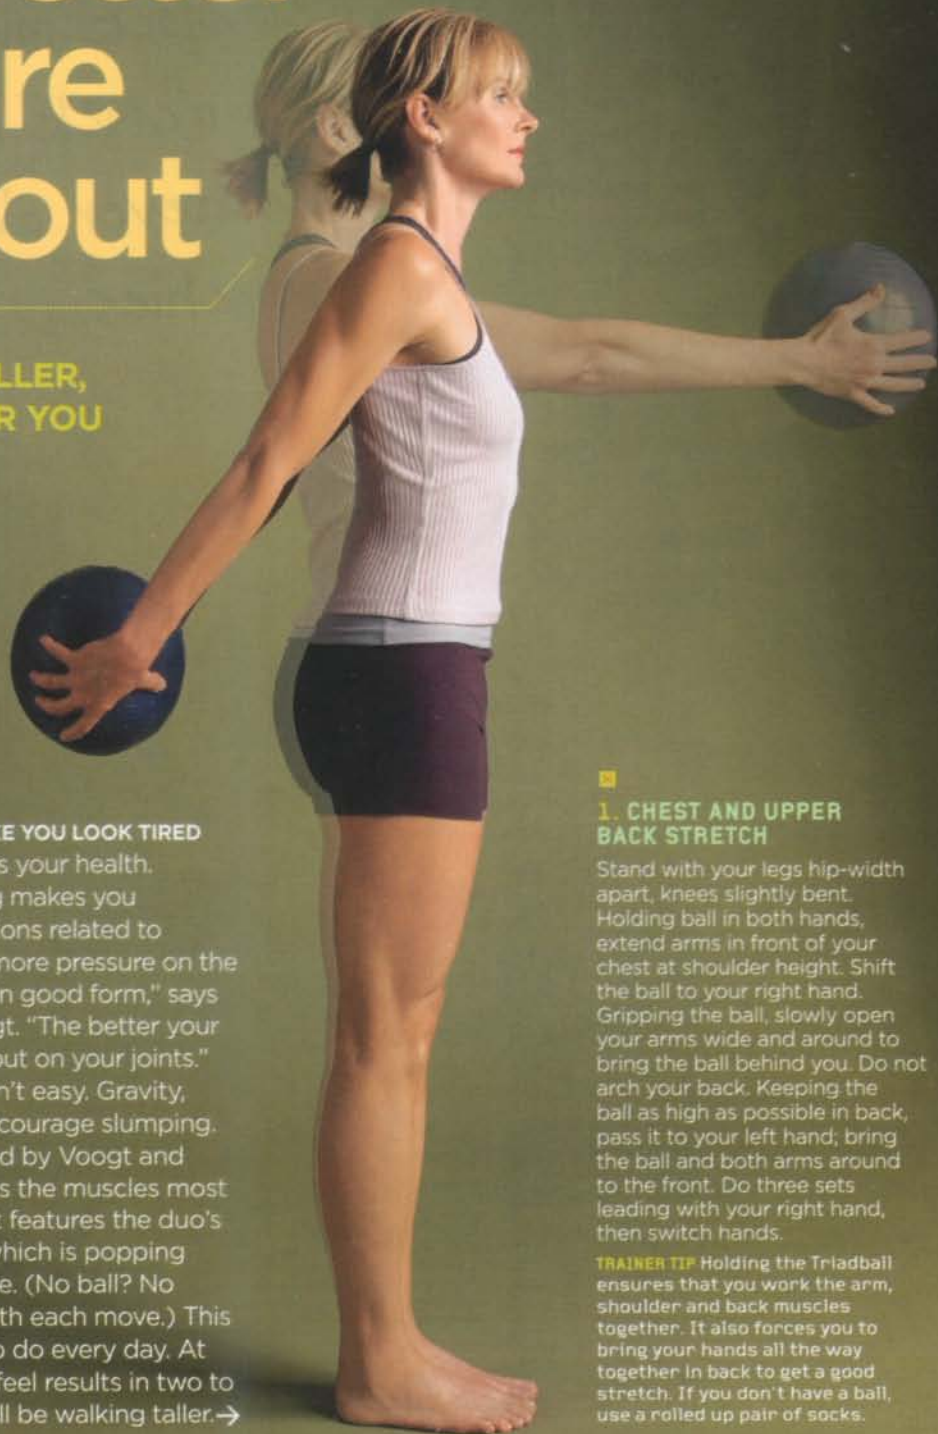 re
out
LLER,
R YOU
E YOU LOOK TIRED
s your health.
makes you
ons related to
more pressure on the
n good form," says
gt. "The better your
out on your joints."
n't easy. Gravity,
courage slumping.
d by Voogt and
s the muscles most
features the duo's
which is popping
e. (No ball? No
th each move.) This
o do every day. At
feel results in two to
ll be walking taller.→
1. CHEST AND UPPER
BACK STRETCH
Stand with your legs hip-width
apart, knees slightly bent.
Holding ball in both hands,
extend arms in front of your
chest at shoulder height. Shift
the ball to your right hand.
Gripping the ball, slowly open
your arms wide and around to
bring the ball behind you. Do not
arch your back. Keeping the
ball as high as possible in back,
pass it to your left hand; bring
the ball and both arms around
to the front. Do three sets
leading with your right hand,
then switch hands.
TRAINER TIP Holding the Triadball
ensures that you work the arm,
shoulder and back muscles
together. It also forces you to
bring your hands all the way
together in back to get a good
stretch. If you don't have a ball,
use a rolled up pair of socks.